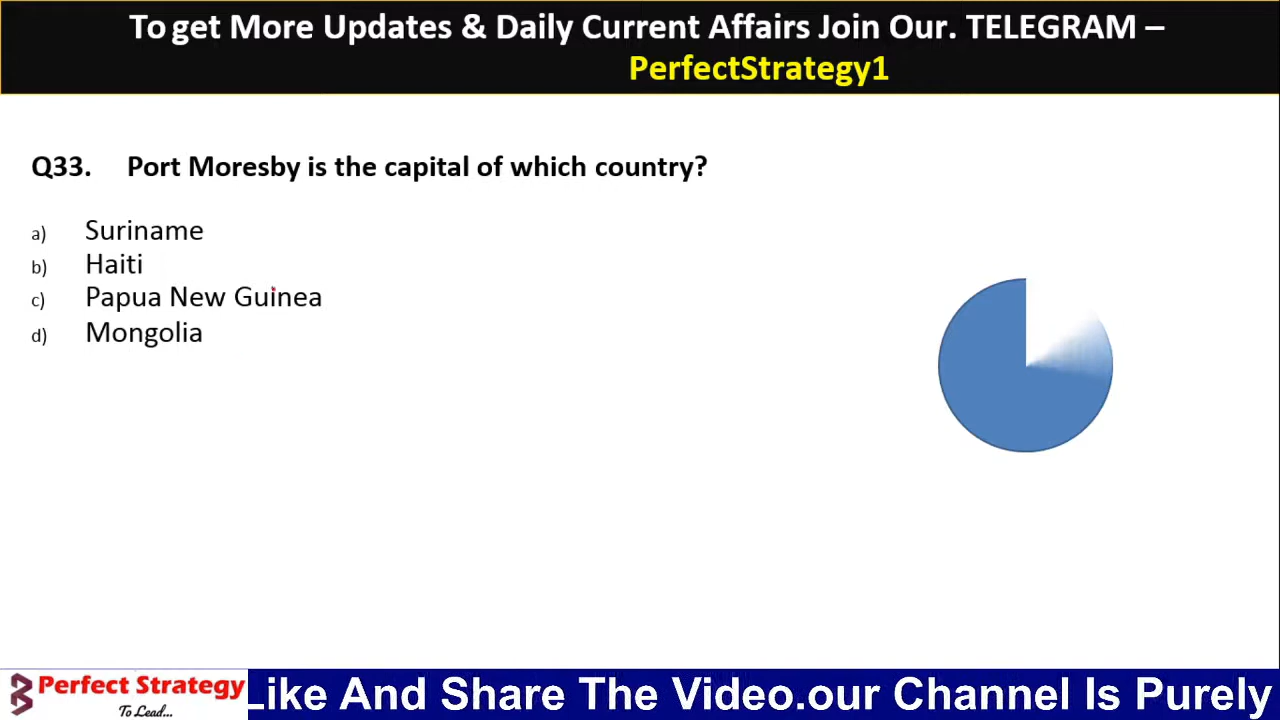 To get More Updates & Daily Current Affairs Join Our. TELEGRAM –
PerfectStrategy1
Q33. Port Moresby is the capital of which country?
a) Suriname
b) Haiti
c) Papua New Guinea
d) Mongolia
Perfect Strategy
To Lead...
Like And Share The Video.our Channel Is Purely